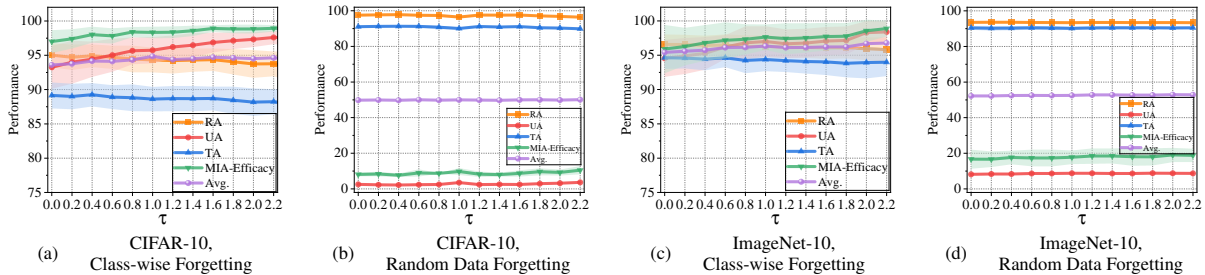 Performance
100
95
90
85
80
75
RA
UA
TA
MIA-Efficacy
Avg.
0.0 0.2 0.4 0.6 0.8 1.0 1.2 1.4 1.6 1.8 2.0 2.2
τ
(a)
CIFAR-10,
Class-wise Forgetting
Performance
100
80
60
40
20
0
RA
UA
TA
MIA-Efficacy
Avg.
0.0 0.2 0.4 0.6 0.8 1.0 1.2 1.4 1.6 1.8 2.0 2.2
τ
(b)
CIFAR-10,
Random Data Forgetting
Performance
100
95
90
85
80
75
RA
UA
TA
MIA-Efficacy
Avg.
0.0 0.2 0.4 0.6 0.8 1.0 1.2 1.4 1.6 1.8 2.0 2.2
τ
(c)
ImageNet-10,
Class-wise Forgetting
Performance
100
80
60
40
20
0
RA
UA
TA
MIA-Efficacy
Avg.
0.0 0.2 0.4 0.6 0.8 1.0 1.2 1.4 1.6 1.8 2.0 2.2
τ
(d)
ImageNet-10,
Random Data Forgetting